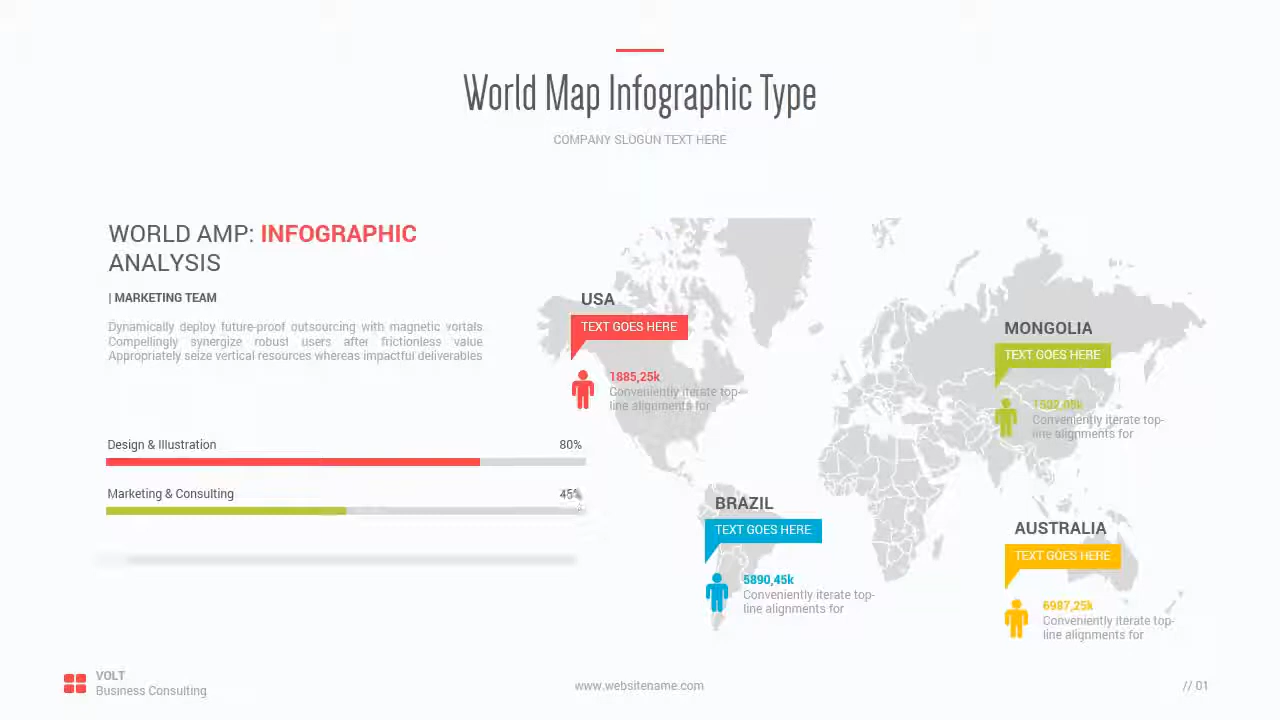 World Map Infographic Type
COMPANY SLOGUN TEXT HERE
WORLD AMP: INFOGRAPHIC
ANALYSIS
| MARKETING TEAM
Dynamically deploy future-proof outsourcing with magnetic vortals
Compellingly synergize robust users after frictionless value
Appropriately seize vertical resources whereas impactful deliverables
Design & Illustration 80%
Marketing & Consulting 45%
USA
TEXT GOES HERE
1885,25k
Conveniently iterate top-
line alignments for
MONGOLIA
TEXT GOES HERE
1502,05k
Conveniently iterate top-
line alignments for
BRAZIL
TEXT GOES HERE
5890,45k
Conveniently iterate top-
line alignments for
AUSTRALIA
TEXT GOES HERE
6987,25k
Conveniently iterate top-
line alignments for
VOLT
Business Consulting
www.websitename.com
// 01